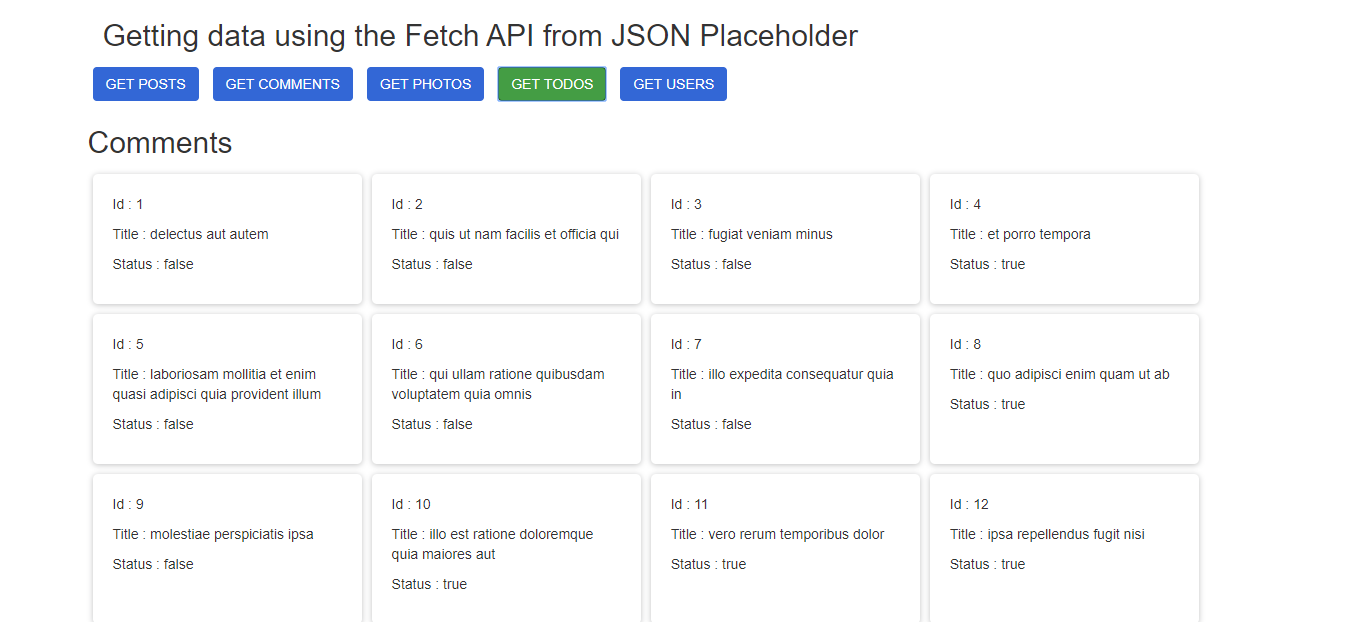 Getting data using the Fetch API from JSON Placeholder
GET POSTS
GET COMMENTS
GET PHOTOS
GET TODOS
GET USERS
Comments
Id : 1
Title : delectus aut autem
Status : false
Id : 2
Title : quis ut nam facilis et officia qui
Status : false
Id : 3
Title : fugiat veniam minus
Status : false
Id : 4
Title : et porro tempora
Status : true
Id : 5
Title : laboriosam mollitia et enim
quasi adipisci quia provident illum
Status : false
Id : 6
Title : qui ullam ratione quibusdam
voluptatem quia omnis
Status : false
Id : 7
Title : illo expedita consequatur quia
in
Status : false
Id : 8
Title : quo adipisci enim quam ut ab
Status : true
Id : 9
Title : molestiae perspiciatis ipsa
Status : false
Id : 10
Title : illo est ratione doloremque
quia maiores aut
Status : true
Id : 11
Title : vero rerum temporibus dolor
Status : true
Id : 12
Title : ipsa repellendus fugit nisi
Status : true